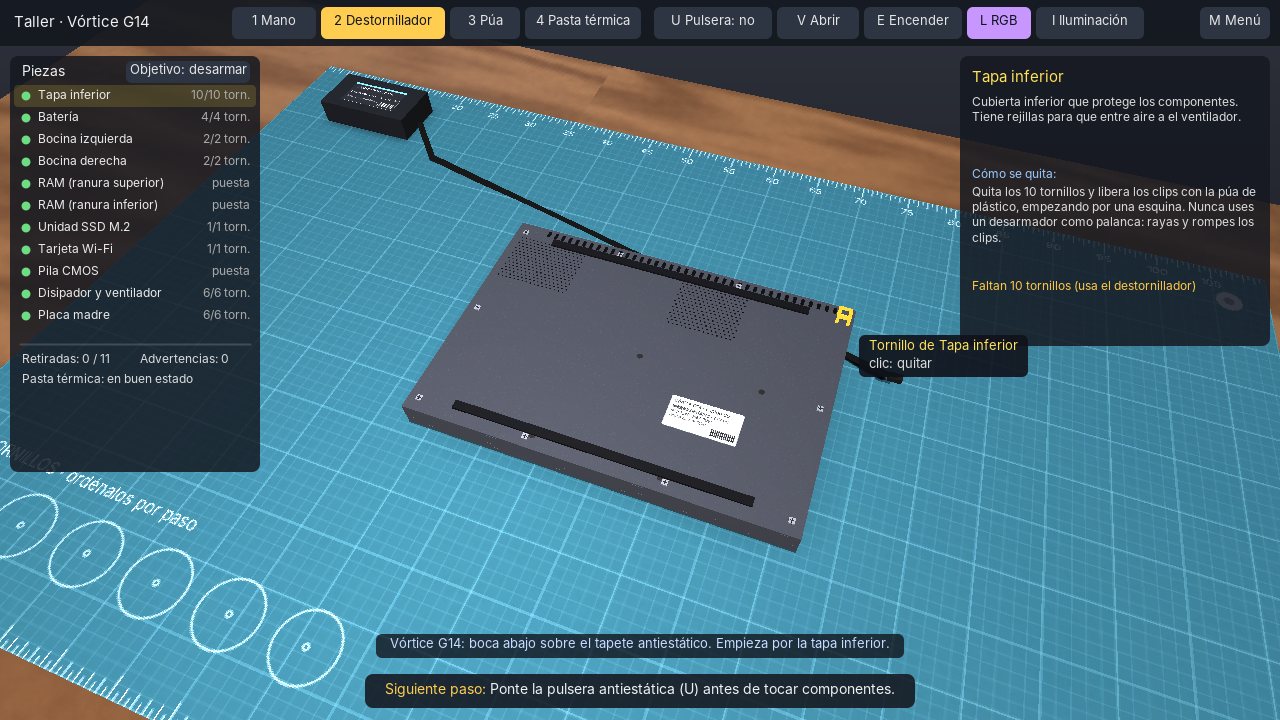 Taller · Vórtice G14
1 Mano
2 Destornillador
3 Púa
4 Pasta térmica
U Pulsera: no
V Abrir
E Encender
L RGB
I Iluminación
M Menú
Piezas
Objetivo: desarmar
Tapa inferior 10/10 torn.
Batería 4/4 torn.
Bocina izquierda 2/2 torn.
Bocina derecha 2/2 torn.
RAM (ranura superior) puesta
RAM (ranura inferior) puesta
Unidad SSD M.2 1/1 torn.
Tarjeta Wi-Fi 1/1 torn.
Pila CMOS puesta
Disipador y ventilador 6/6 torn.
Placa madre 6/6 torn.
Retiradas: 0 / 11 Advertencias: 0
Pasta térmica: en buen estado
Tapa inferior
Cubierta inferior que protege los componentes.
Tiene rejillas para que entre aire a el ventilador.
Cómo se quita:
Quita los 10 tornillos y libera los clips con la púa de
plástico, empezando por una esquina. Nunca uses
un desarmador como palanca: rayas y rompes los
clips.
Faltan 10 tornillos (usa el destornillador)
Tornillo de Tapa inferior
clic: quitar
ordénalos por paso
Vórtice G14: boca abajo sobre el tapete antiestático. Empieza por la tapa inferior.
Siguiente paso: Ponte la pulsera antiestática (U) antes de tocar componentes.